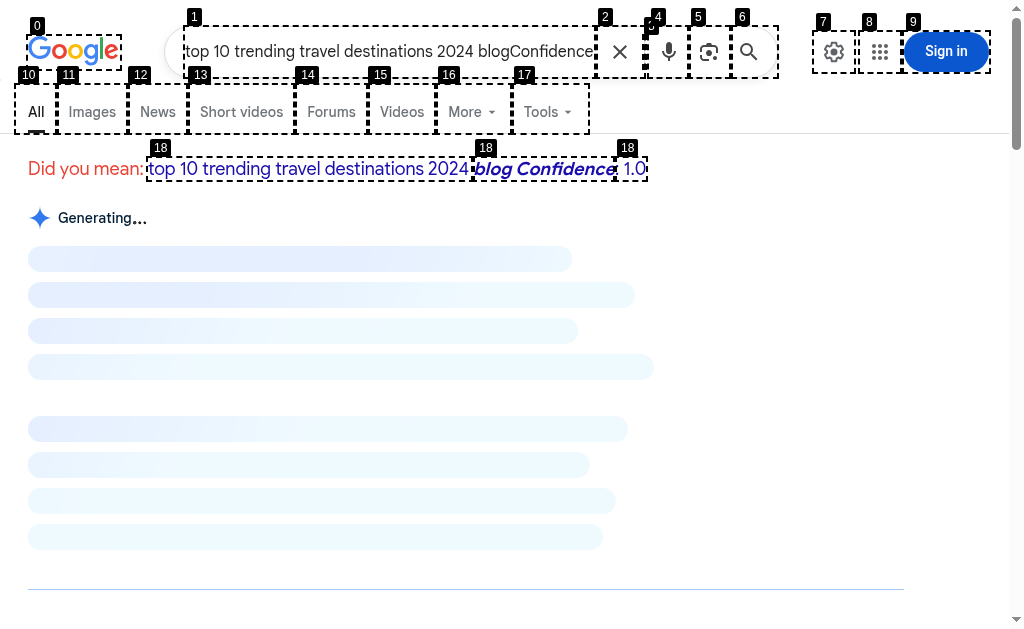 Google
top 10 trending travel destinations 2024 blogConfidence
Sign in
All
Images
News
Short videos
Forums
Videos
More
Tools
Did you mean: top 10 trending travel destinations 2024 blog Confidence 1.0
Generating...
0
1
2
4
5
6
7
8
9
10
11
12
13
14
15
16
17
18
18
18